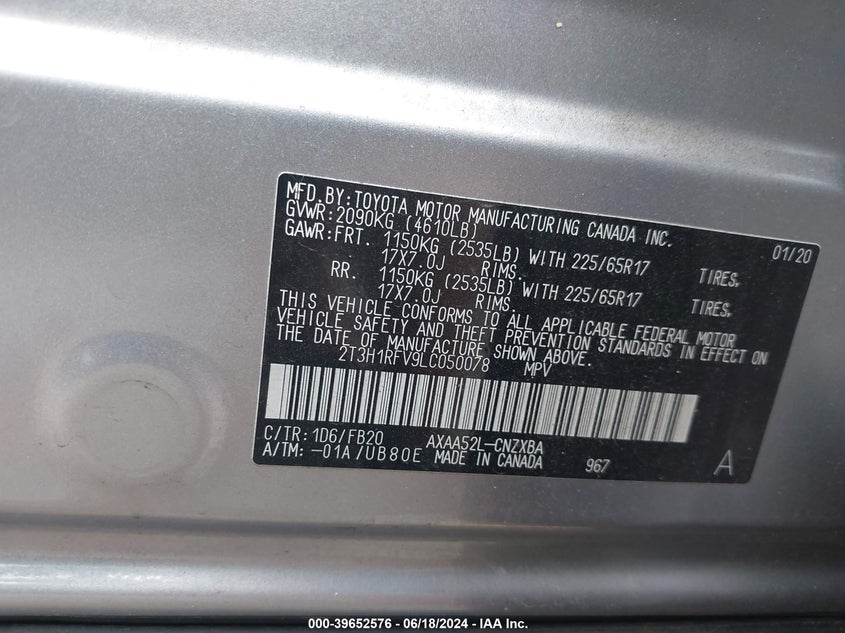 MFD. BY: TOYOTA MOTOR MANUFACTURING CANADA INC.
GVWR: 2090KG (4610LB) 01/20
GAWR: FRT. 1150KG (2535LB) WITH 225/65R17 TIRES.
17X7.0J RIMS.
RR. 1150KG (2535LB) WITH 225/65R17 TIRES.
17X7.0J RIMS.
THIS VEHICLE CONFORMS TO ALL APPLICABLE FEDERAL MOTOR
VEHICLE SAFETY AND THEFT PREVENTION STANDARDS IN EFFECT ON
THE DATE OF MANUFACTURE SHOWN ABOVE.
2T3H1RFV9LC050078 MPV
C/TR: 1D6/FB20 AXAA52L-CNZXBA
A/TM: -01A/UB80E MADE IN CANADA 967 A
000-39652576 - 06/18/2024 - IAA Inc.